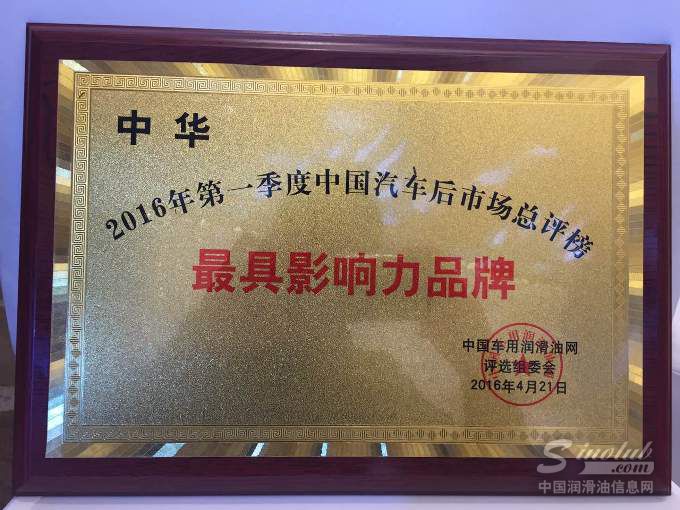 中华
2016年第一季度中国汽车后市场总评榜
最具影响力品牌
中国车用润滑油网
评选组委会
2016年4月21日
Sinolub
.com
中国润滑油信息网